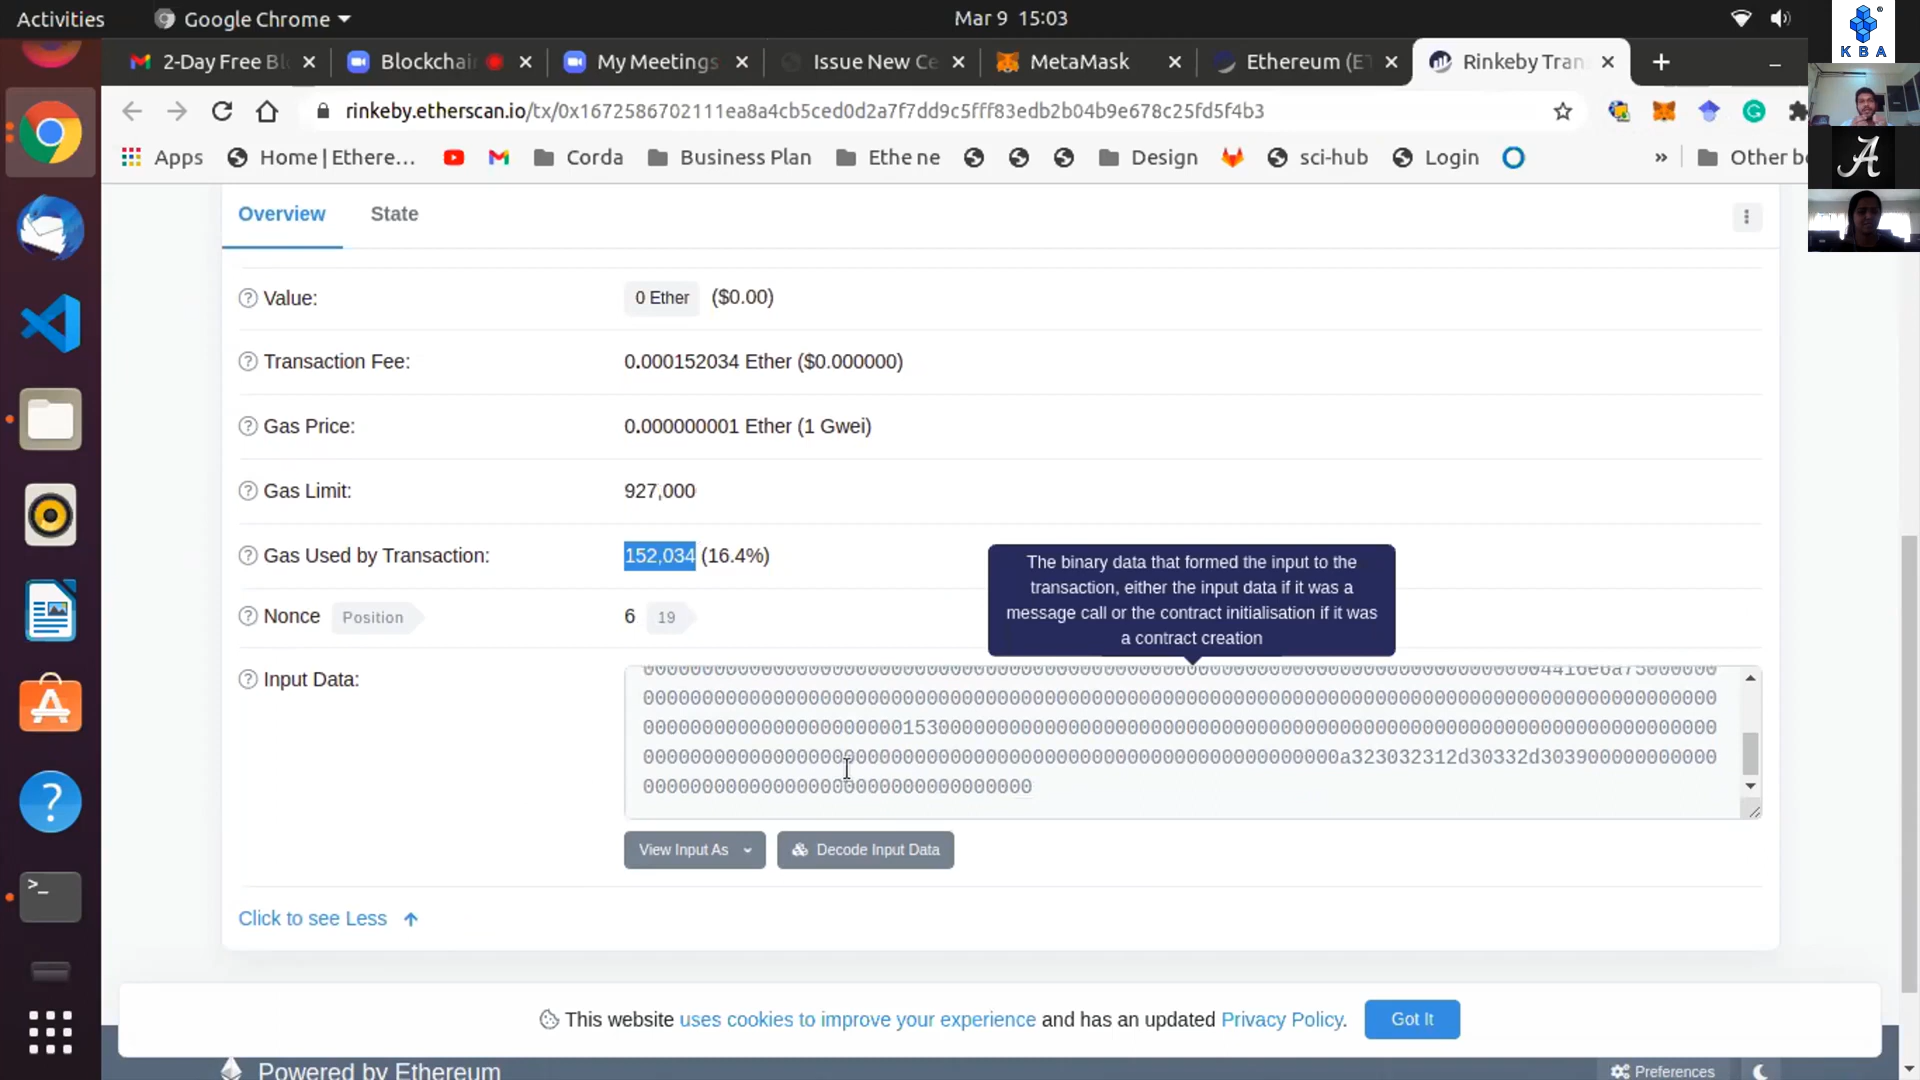 Activities
Google Chrome
Mar 9 15:03
KBA
2-Day Free Bl
Blockchain
My Meetings
Issue New Ce
MetaMask
Ethereum (E
Rinkeby Tran
rinkeby.etherscan.io/tx/0x1672586702111ea8a4cb5ced0d2a7f7dd9c5fff83edb2b04b9e678c25fd5f4b3
Apps
Home | Ethere...
Corda
Business Plan
Ethe ne
Design
sci-hub
Login
»
Other bo
Overview
State
Value:
0 Ether ($0.00)
Transaction Fee:
0.000152034 Ether ($0.000000)
Gas Price:
0.000000001 Ether (1 Gwei)
Gas Limit:
927,000
Gas Used by Transaction:
152,034 (16.4%)
The binary data that formed the input to the
transaction, either the input data if it was a
message call or the contract initialisation if it was
a contract creation
Nonce Position
6 19
Input Data:
View Input As
Decode Input Data
Click to see Less
This website uses cookies to improve your experience and has an updated Privacy Policy.
Got It
Powered by Ethereum
Preferences